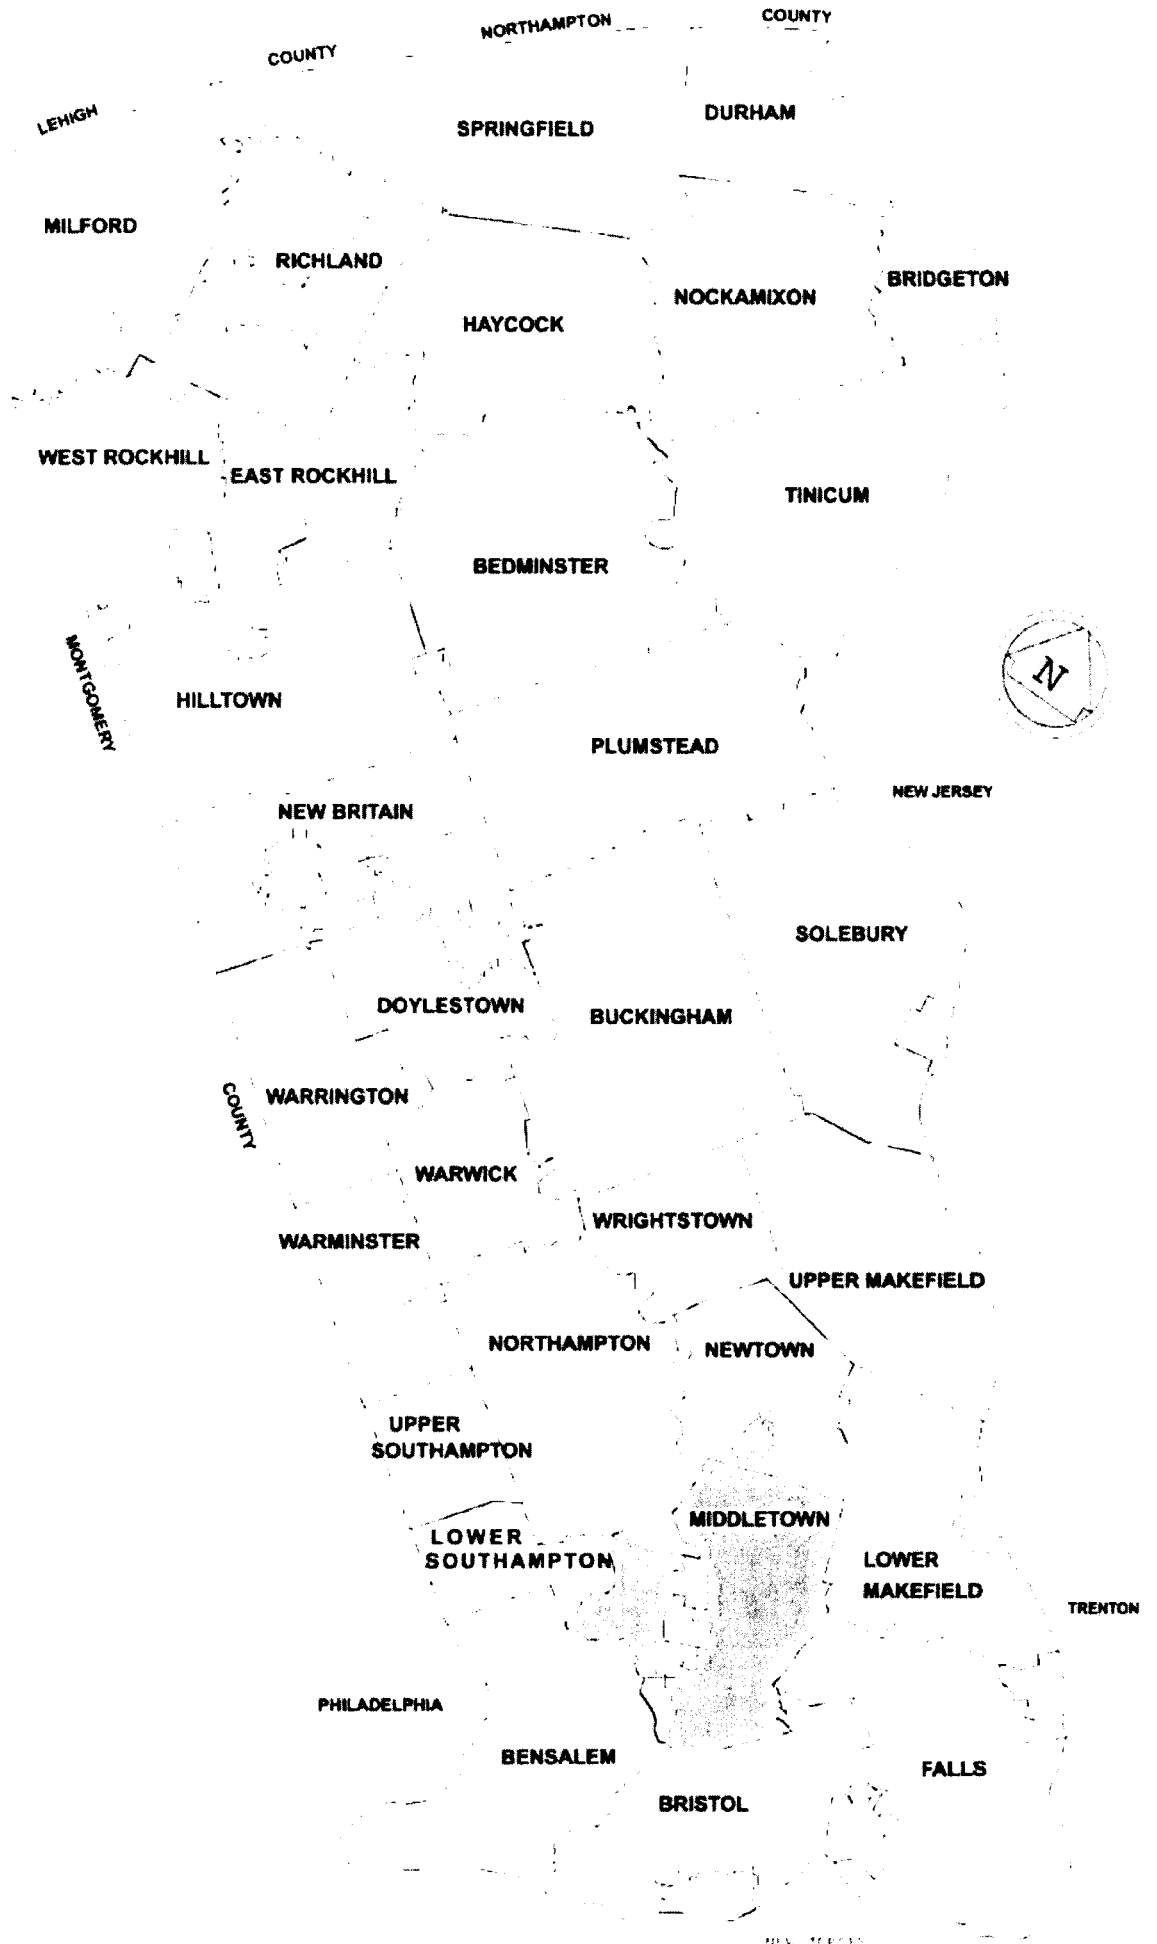 NORTHAMPTON
COUNTY
COUNTY
LEHIGH
DURHAM
SPRINGFIELD
MILFORD
RICHLAND
BRIDGETON
NOCKAMIXON
HAYCOCK
WEST ROCKHILL
EAST ROCKHILL
TINICUM
BEDMINSTER
MONTGOMERY
N
HILLTOWN
PLUMSTEAD
NEW JERSEY
NEW BRITAIN
SOLEBURY
DOYLESTOWN
BUCKINGHAM
WARRINGTON
COUNTY
WARWICK
WRIGHTSTOWN
WARMINSTER
UPPER MAKEFIELD
NORTHAMPTON
NEWTOWN
UPPER
SOUTHAMPTON
MIDDLETOWN
LOWER
SOUTHAMPTON
LOWER
MAKEFIELD
TRENTON
PHILADELPHIA
BENSALEM
FALLS
BRISTOL
NEW JERSEY